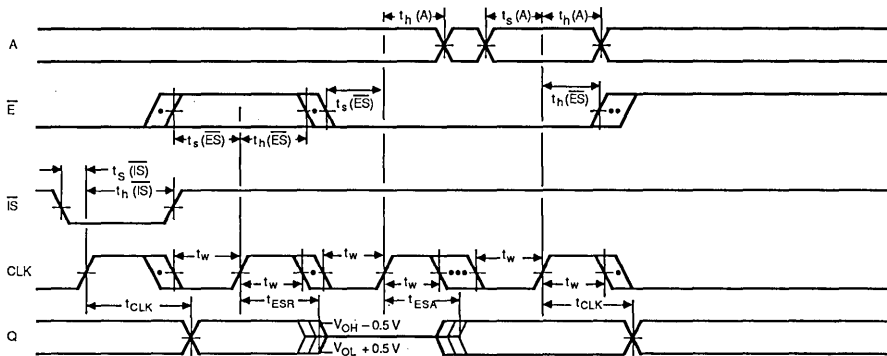 t_h (A) t_s (A) t_h (A)
A
E̅
t_s (E̅S̅) t_h (E̅S̅)
t_s (E̅S̅) t_h (E̅S̅)
t_S (I̅S̅)
t_h (I̅S̅)
I̅S̅
t_w t_w t_w
CLK
t_w t_w t_w
t_CLK t_ESR t_ESA t_CLK
V_OH − 0.5 V
Q
V_OL + 0.5 V